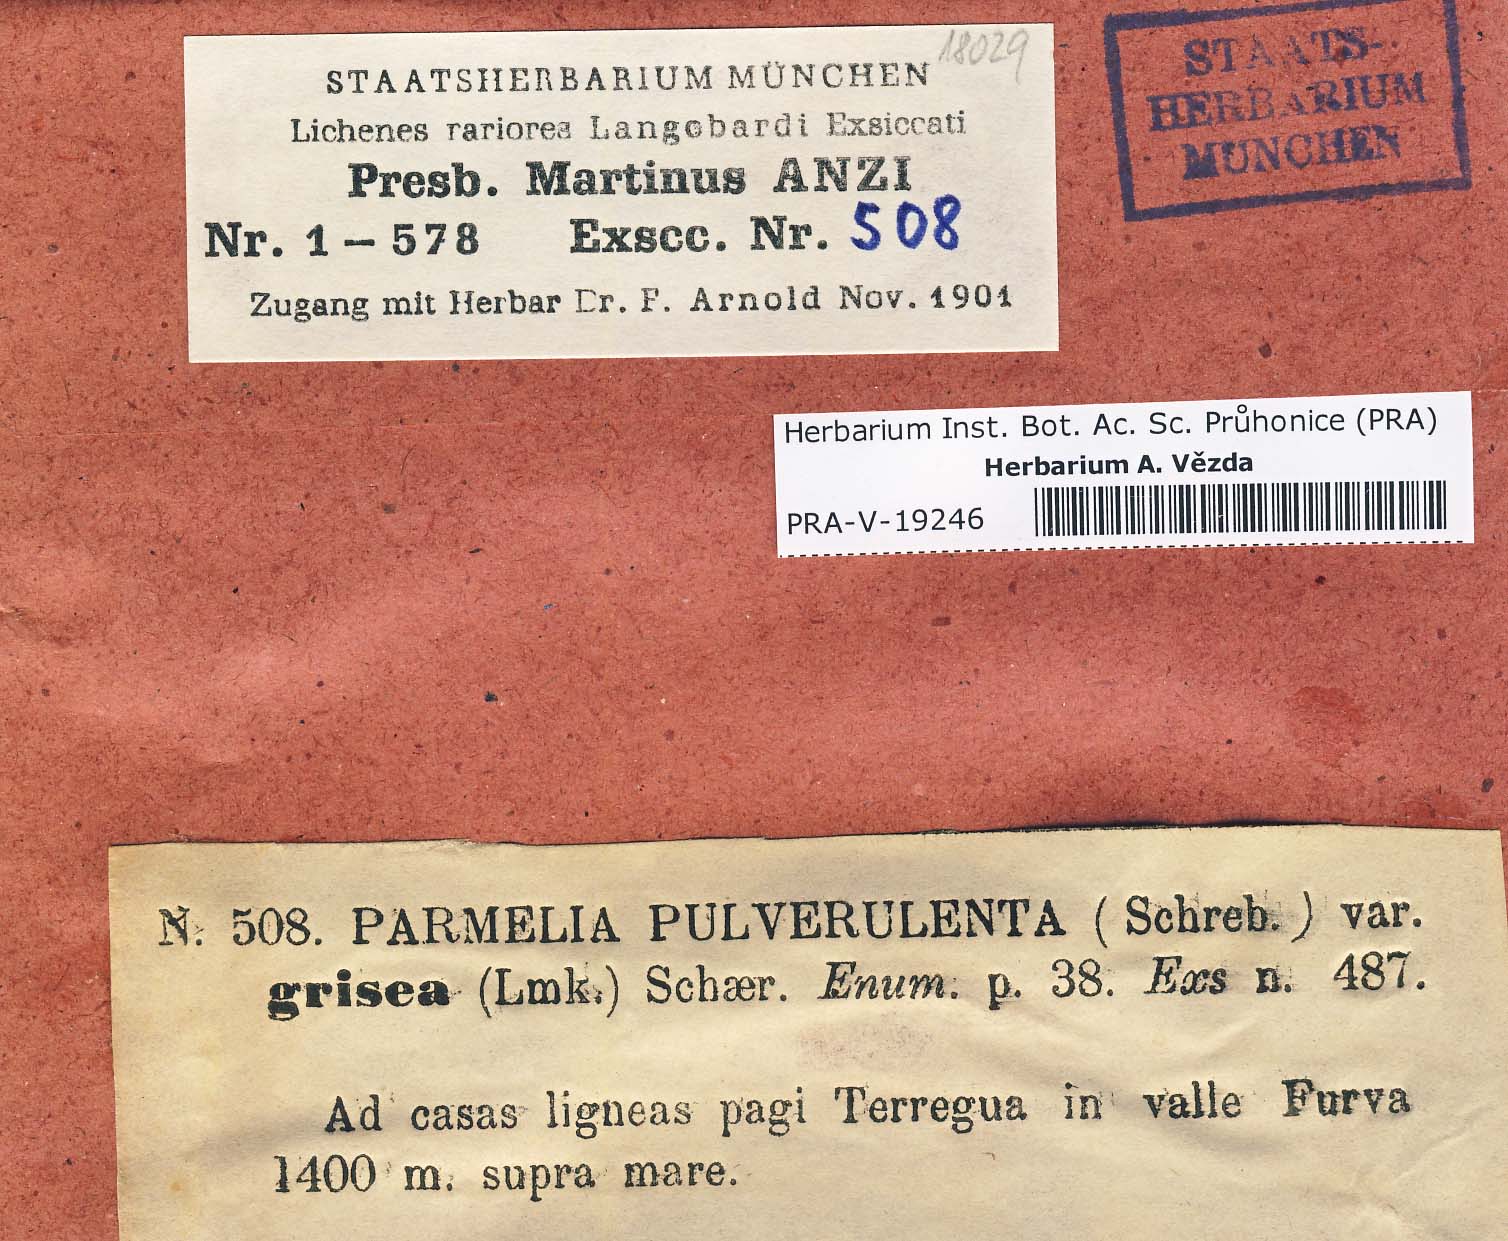 18029
STAATSHERBARIUM MÜNCHEN
Lichenes rariores Langobardi Exsiccati
Presb. Martinus ANZI
Nr. 1 – 578 Exscc. Nr. 508
Zugang mit Herbar Dr. F. Arnold Nov. 1901
STAATS-
HERBARIUM
MÜNCHEN
Herbarium Inst. Bot. Ac. Sc. Průhonice (PRA)
Herbarium A. Vězda
PRA-V-19246
N. 508. PARMELIA PULVERULENTA (Schreb.) var.
grisea (Lmk.) Schær. Enum. p. 38. Exs n. 487.
Ad casas ligneas pagi Terregua in valle Furva
1400 m. supra mare.